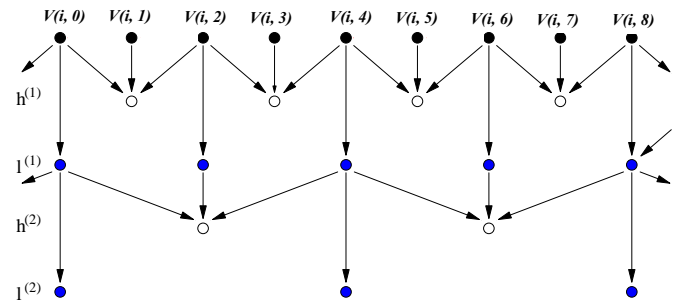 V(i, 0) V(i, 1) V(i, 2) V(i, 3) V(i, 4) V(i, 5) V(i, 6) V(i, 7) V(i, 8)
h(1)
l(1)
h(2)
l(2)